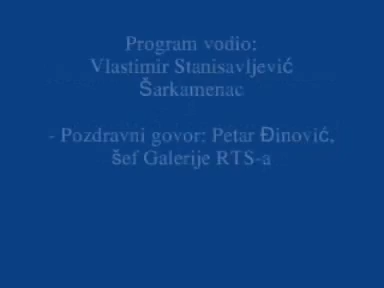 Program vodio:
Vlastimir Stanisavljević
Šarkamenac
- Pozdravni govor: Petar Đinović,
šef Galerije RTS-a